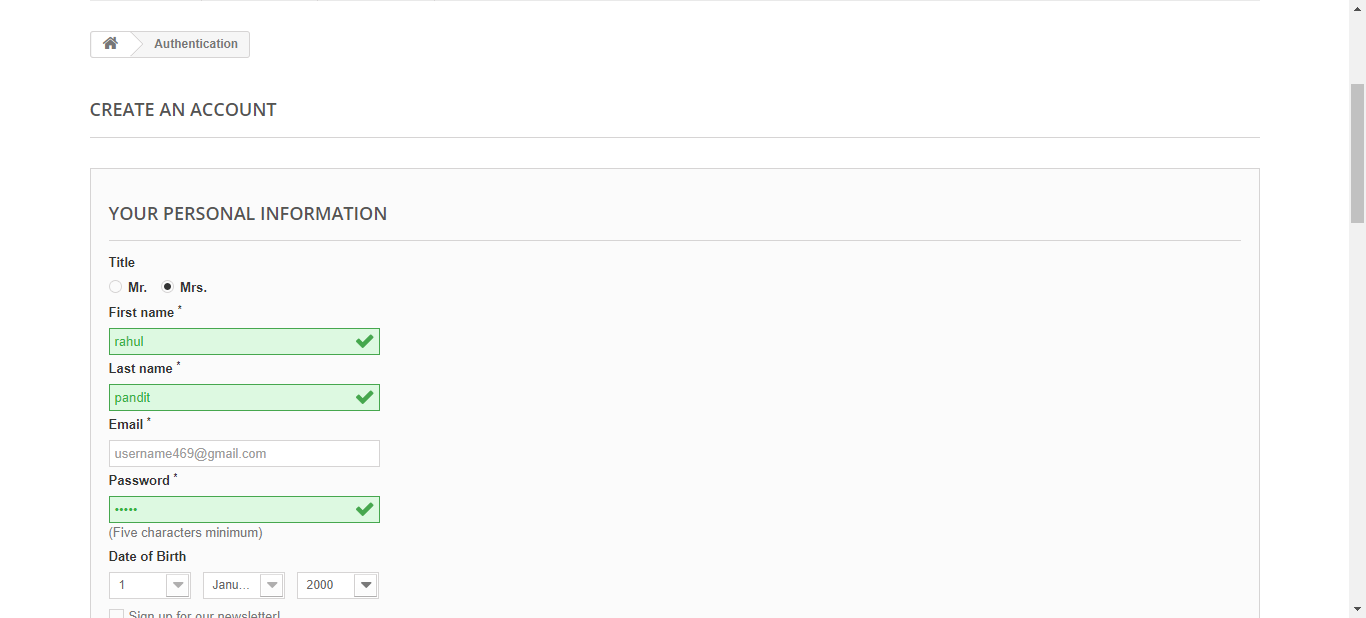 Authentication
CREATE AN ACCOUNT
YOUR PERSONAL INFORMATION
Title
Mr. Mrs.
First name *
rahul
Last name *
pandit
Email *
username469@gmail.com
Password *
•••••
(Five characters minimum)
Date of Birth
1 Janu... 2000
Sign up for our newsletter!